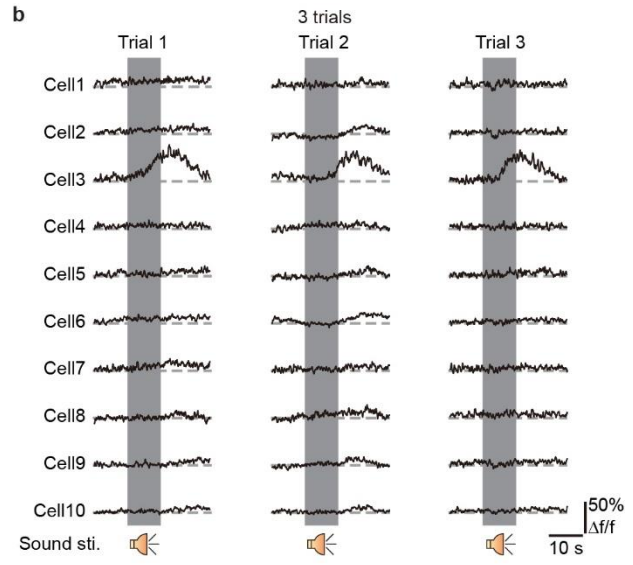 b
3 trials
Trial 1 Trial 2 Trial 3
Cell1
Cell2
Cell3
Cell4
Cell5
Cell6
Cell7
Cell8
Cell9
Cell10
50%
Δf/f
Sound sti.
10 s